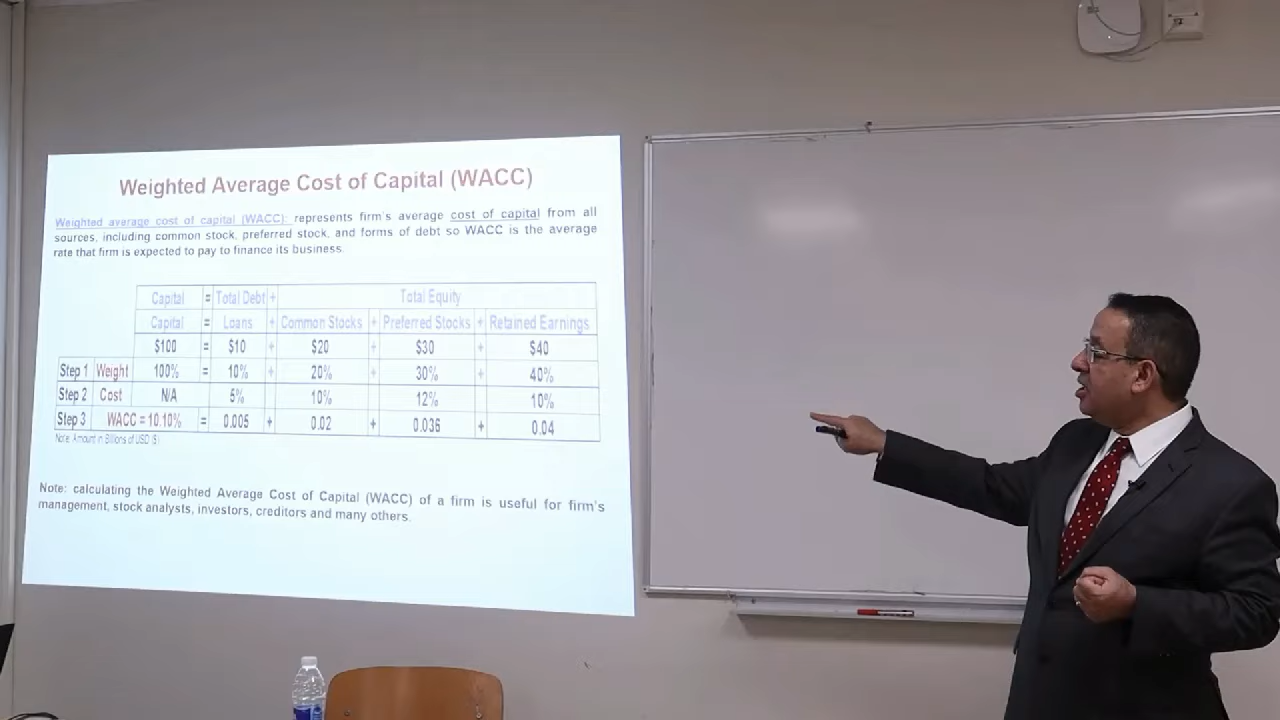 Weighted Average Cost of Capital (WACC)
Weighted average cost of capital (WACC): represents firm's average cost of capital from all
sources, including common stock, preferred stock, and forms of debt so WACC is the average
rate that firm is expected to pay to finance its business.
Capital = Total Debt + Total Equity
Capital = Loans + Common Stocks + Preferred Stocks + Retained Earnings
$100 = $10 + $20 + $30 + $40
Step 1 Weight 100% = 10% + 20% + 30% + 40%
Step 2 Cost N/A 5% 10% 12% 10%
Step 3 WACC = 10.10% = 0.005 + 0.02 + 0.036 + 0.04
Note: Amount in Billions of USD ($)
Note: calculating the Weighted Average Cost of Capital (WACC) of a firm is useful for firm's
management, stock analysts, investors, creditors and many others.